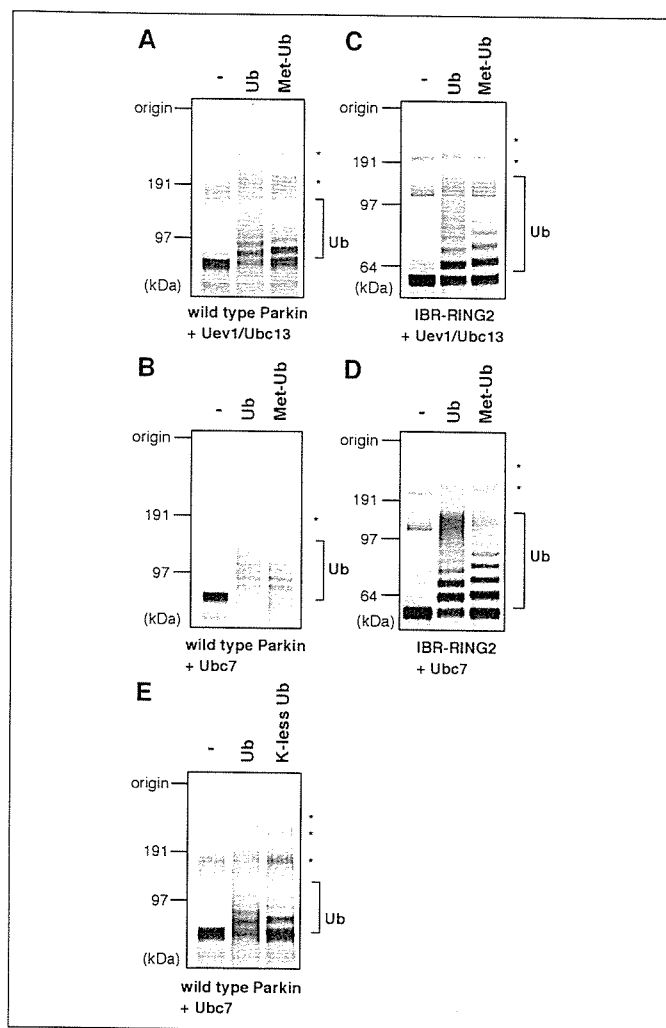 A
- Ub Met-Ub
origin
*
191
*
97
Ub
(kDa)
wild type Parkin
+ Uev1/Ubc13
C
- Ub Met-Ub
origin
*
191
*
97
Ub
64
(kDa)
IBR-RING2
+ Uev1/Ubc13
B
- Ub Met-Ub
origin
191
*
97
Ub
(kDa)
wild type Parkin
+ Ubc7
D
- Ub Met-Ub
origin
*
191
*
97
Ub
64
(kDa)
IBR-RING2
+ Ubc7
E
- Ub K-less Ub
origin
*
*
191
*
97
Ub
(kDa)
wild type Parkin
+ Ubc7